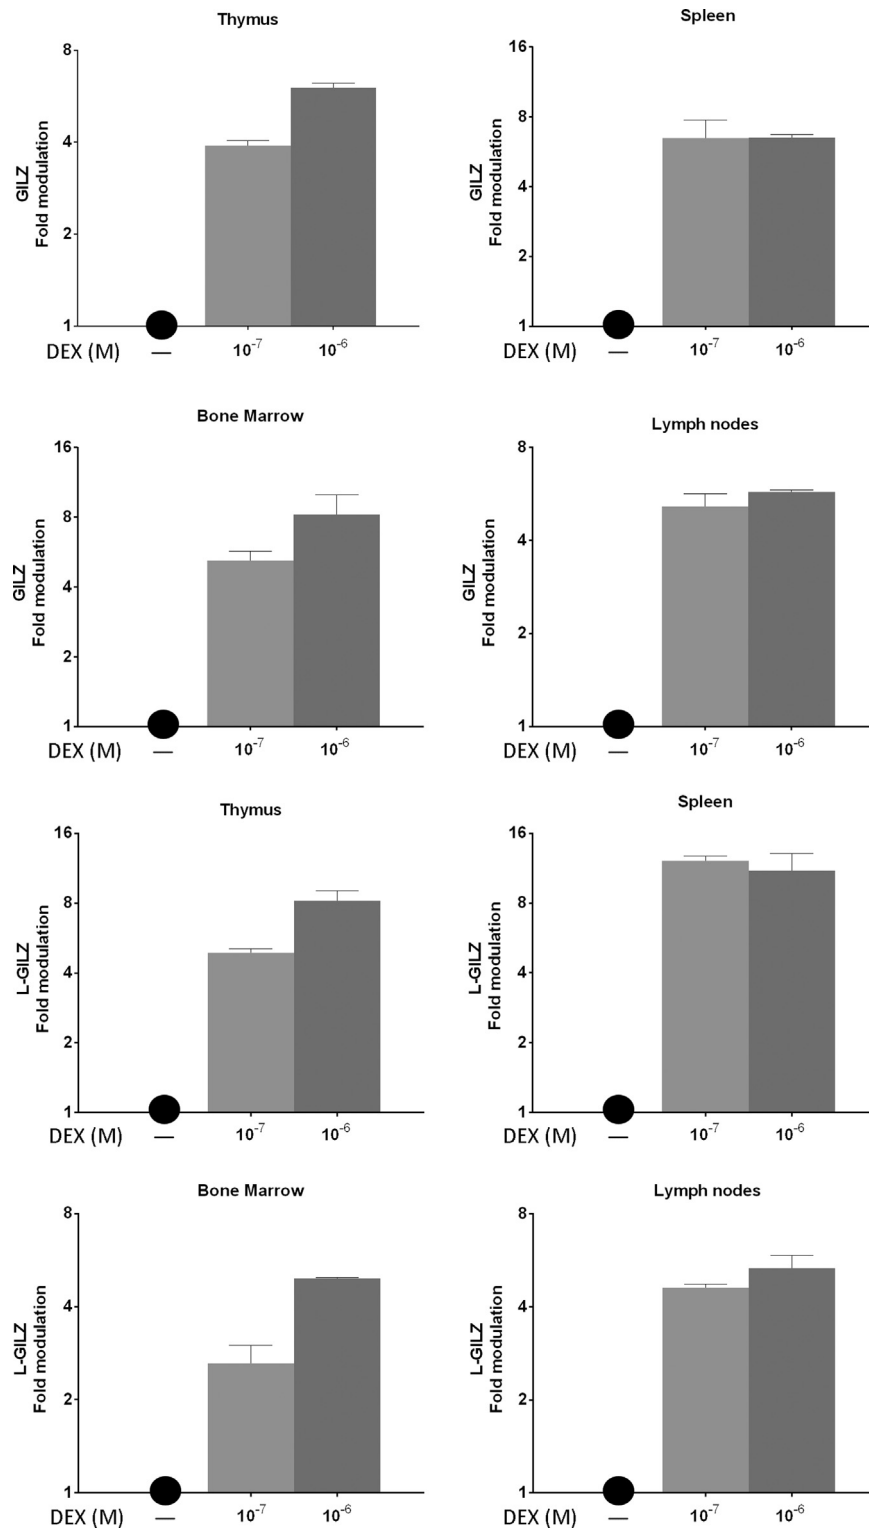 Thymus
GILZ
Fold modulation
8
4
2
1
DEX (M)
—
10⁻⁷
10⁻⁶
Spleen
GILZ
Fold modulation
16
8
4
2
1
DEX (M)
—
10⁻⁷
10⁻⁶
Bone Marrow
GILZ
Fold modulation
16
8
4
2
1
DEX (M)
—
10⁻⁷
10⁻⁶
Lymph nodes
GILZ
Fold modulation
8
4
2
1
DEX (M)
—
10⁻⁷
10⁻⁶
Thymus
L-GILZ
Fold modulation
16
8
4
2
1
DEX (M)
—
10⁻⁷
10⁻⁶
Spleen
L-GILZ
Fold modulation
16
8
4
2
1
DEX (M)
—
10⁻⁷
10⁻⁶
Bone Marrow
L-GILZ
Fold modulation
8
4
2
1
DEX (M)
—
10⁻⁷
10⁻⁶
Lymph nodes
L-GILZ
Fold modulation
8
4
2
1
DEX (M)
—
10⁻⁷
10⁻⁶